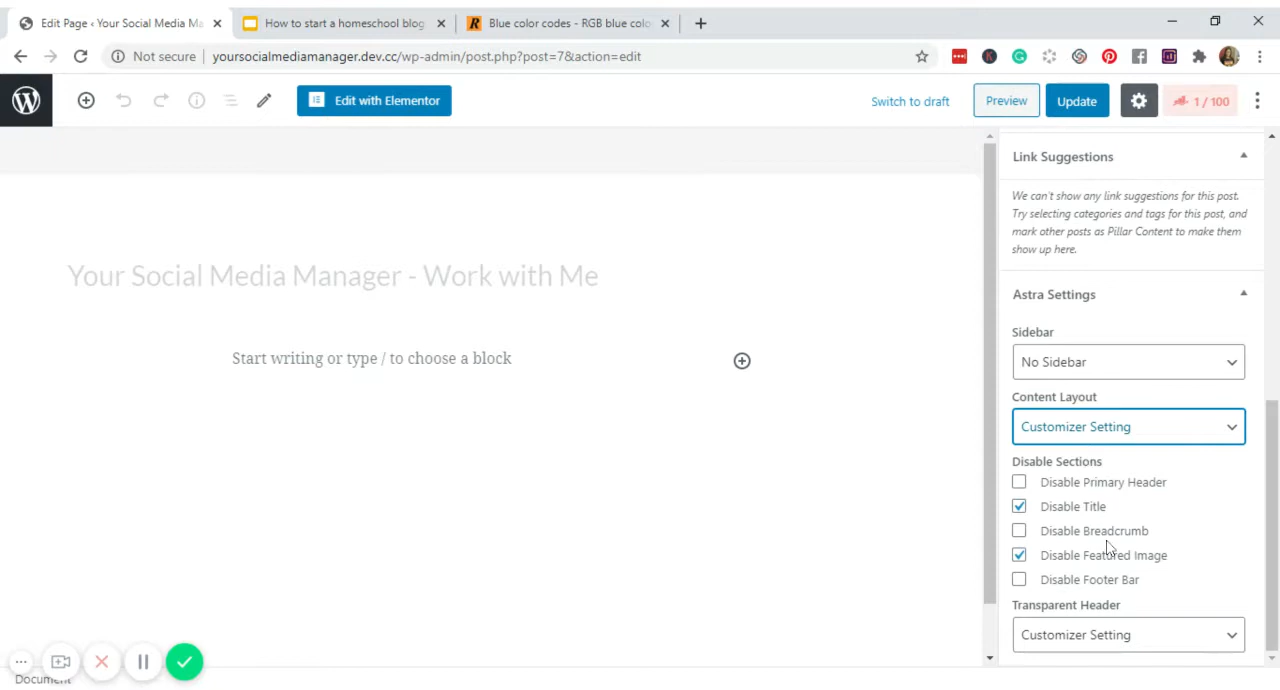 Edit Page ‹ Your Social Media Ma
How to start a homeschool blog
Blue color codes - RGB blue colo
Not secure
yoursocialmediamanager.dev.cc/wp-admin/post.php?post=7&action=edit
Edit with Elementor
Switch to draft
Preview
Update
1 / 100
Link Suggestions
We can't show any link suggestions for this post.
Try selecting categories and tags for this post, and
mark other posts as Pillar Content to make them
show up here.
Your Social Media Manager - Work with Me
Start writing or type / to choose a block
Astra Settings
Sidebar
No Sidebar
Content Layout
Customizer Setting
Disable Sections
Disable Primary Header
Disable Title
Disable Breadcrumb
Disable Featured Image
Disable Footer Bar
Transparent Header
Customizer Setting
Document